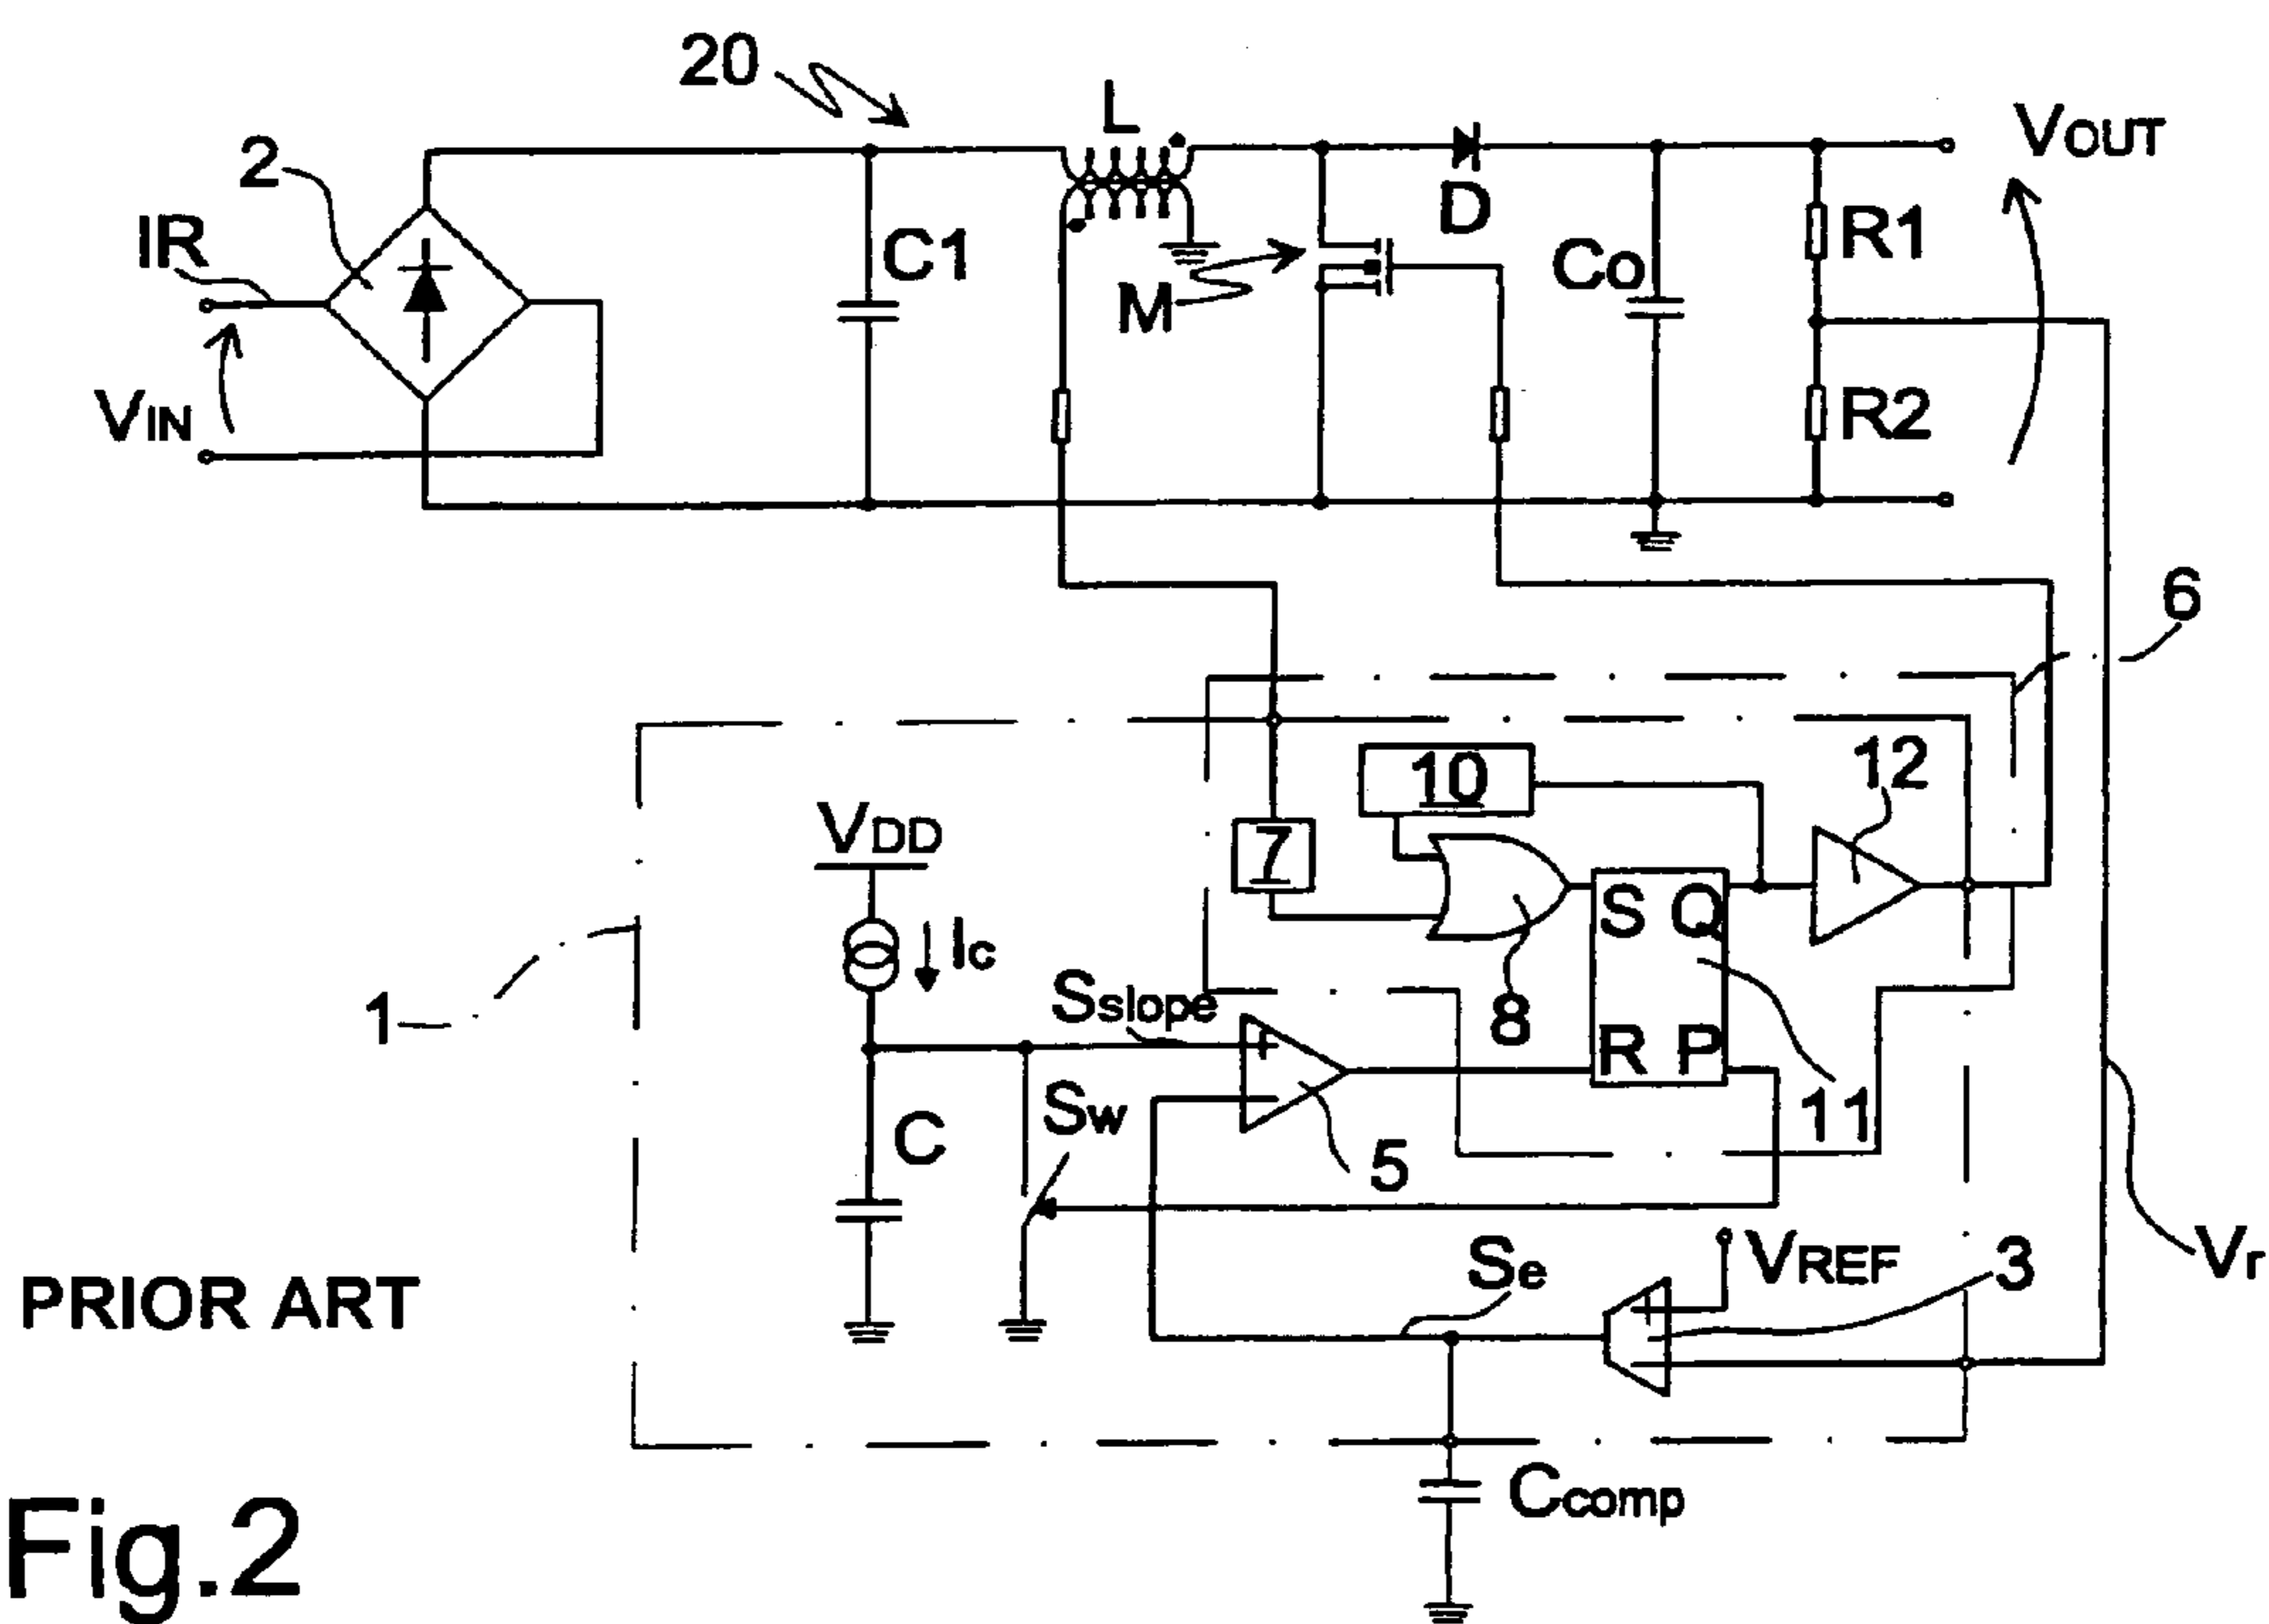 20
L
2
VOUT
IR
C1
D
Co
R1
M
VIN
R2
6
10
12
VDD
7
Ic
S Q
Sslope
1
8
R P
Sw
11
C
5
Vr
Se
VREF
3
PRIOR ART
Ccomp
Fig.2